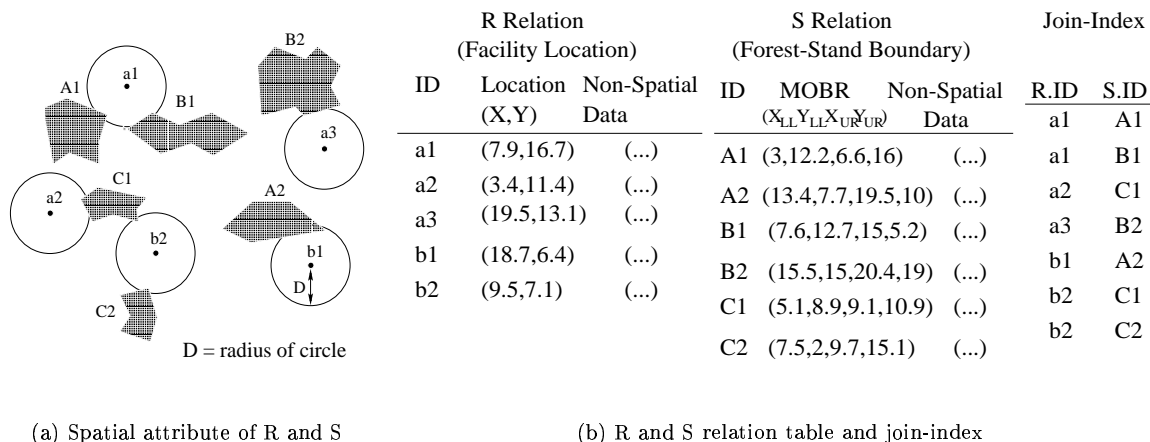 a1
A1
B1
B2
a3
C1
a2
b2
A2
b1
D
C2
D = radius of circle
(a) Spatial attribute of R and S
R Relation
(Facility Location)
ID Location Non-Spatial
(X,Y) Data
a1 (7.9,16.7) (...)
a2 (3.4,11.4) (...)
a3 (19.5,13.1) (...)
b1 (18.7,6.4) (...)
b2 (9.5,7.1) (...)
S Relation
(Forest-Stand Boundary)
ID MOBR Non-Spatial
(XLLYLLXURYUR) Data
A1 (3,12.2,6.6,16) (...)
A2 (13.4,7.7,19.5,10) (...)
B1 (7.6,12.7,15,5.2) (...)
B2 (15.5,15,20.4,19) (...)
C1 (5.1,8.9,9.1,10.9) (...)
C2 (7.5,2,9.7,15.1) (...)
Join-Index
R.ID S.ID
a1 A1
a1 B1
a2 C1
a3 B2
b1 A2
b2 C1
b2 C2
(b) R and S relation table and join-index